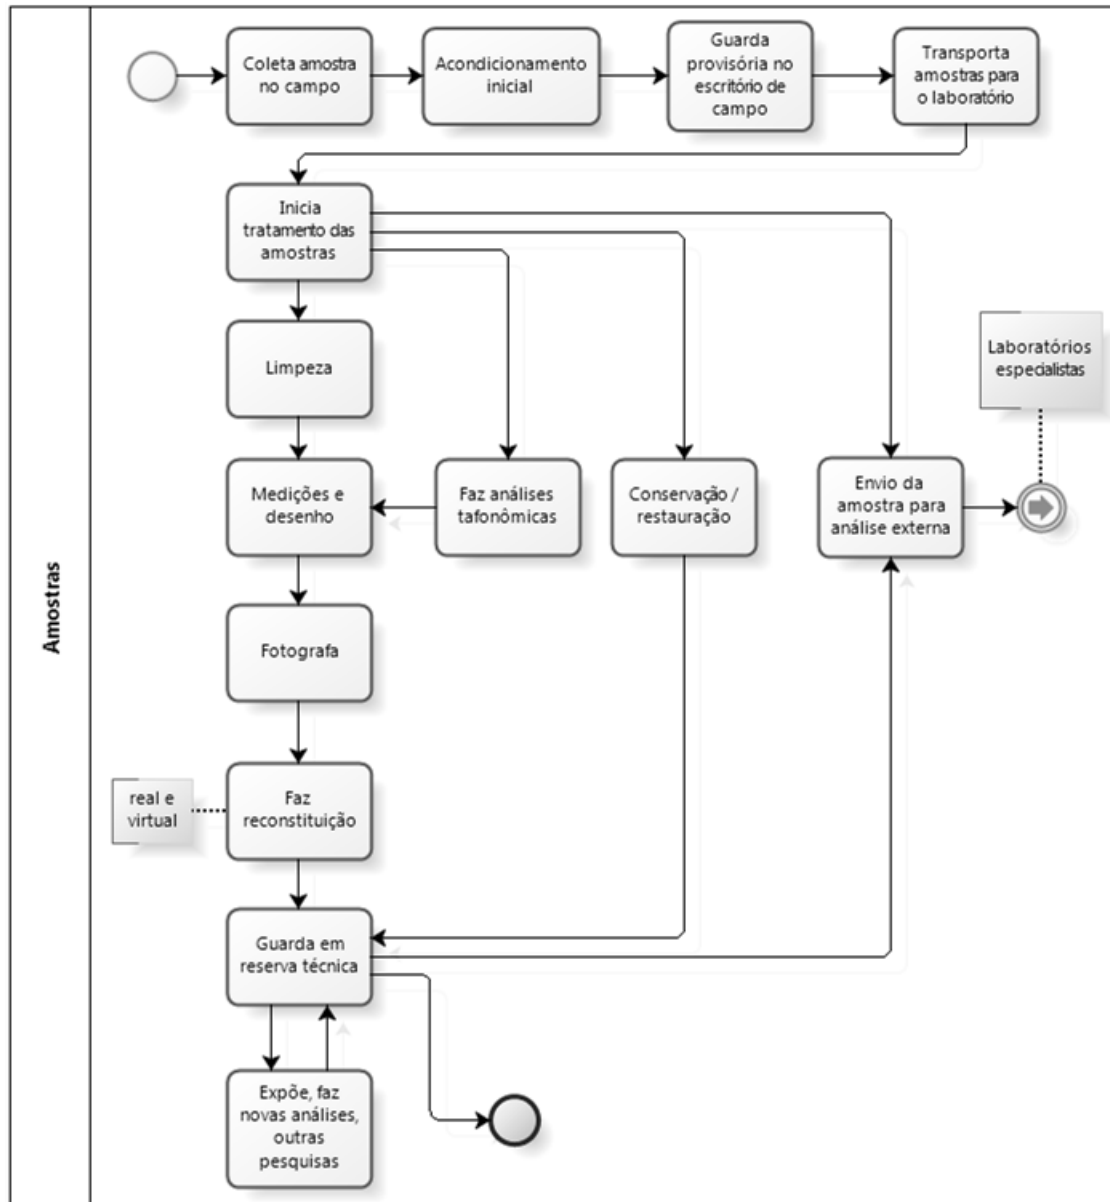 Amostras
Coleta amostra
no campo
Acondicionamento
inicial
Guarda
provisória no
escritório de
campo
Transporta
amostras para
o laboratório
Inicia
tratamento das
amostras
Limpeza
Laboratórios
especialistas
Medições e
desenho
Faz análises
tafonômicas
Conservação /
restauração
Envio da
amostra para
análise externa
Fotografa
real e
virtual
Faz
reconstituição
Guarda em
reserva técnica
Expõe, faz
novas análises,
outras
pesquisas